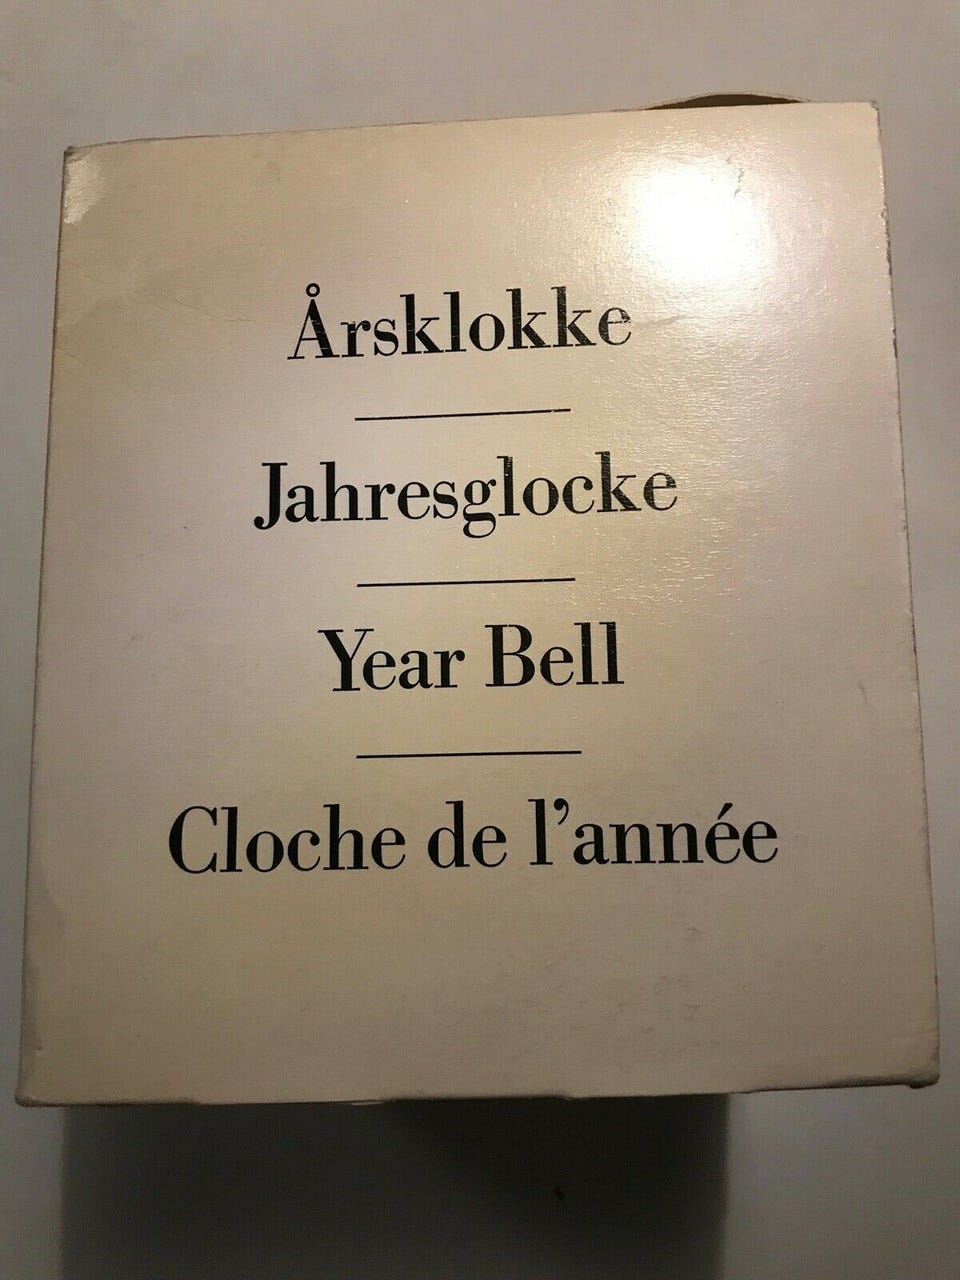 Årsklokke
Jahresglocke
Year Bell
Cloche de l’année